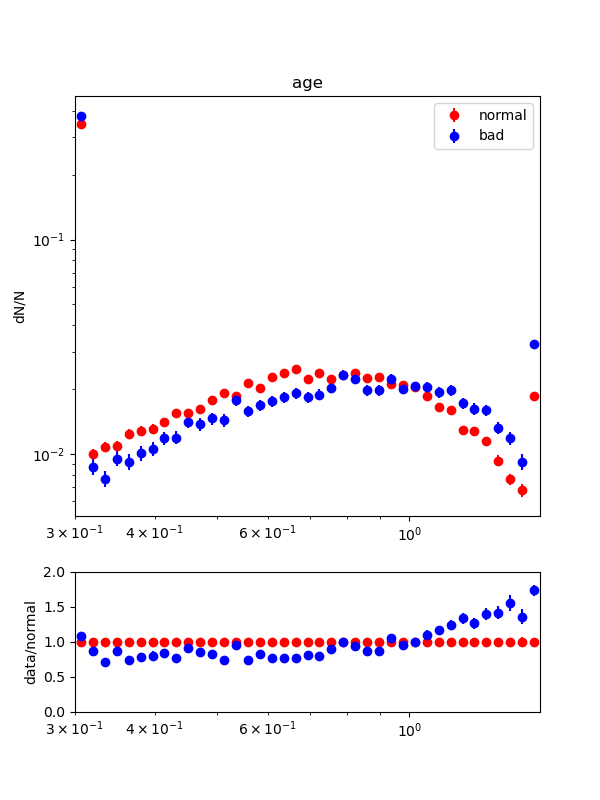 age
normal
bad
dN/N
10⁻¹
10⁻²
3 × 10⁻¹
4 × 10⁻¹
6 × 10⁻¹
10⁰
data/normal
2.0
1.5
1.0
0.5
0.0
3 × 10⁻¹
4 × 10⁻¹
6 × 10⁻¹
10⁰